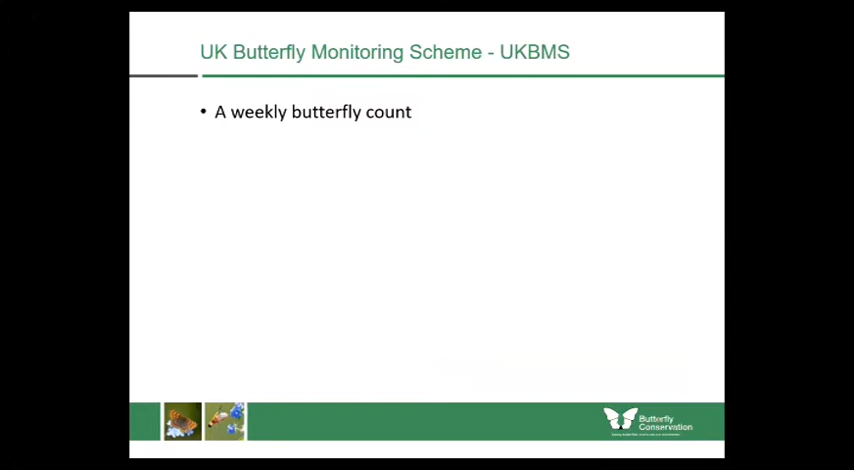 UK Butterfly Monitoring Scheme - UKBMS
• A weekly butterfly count
Butterfly
Conservation